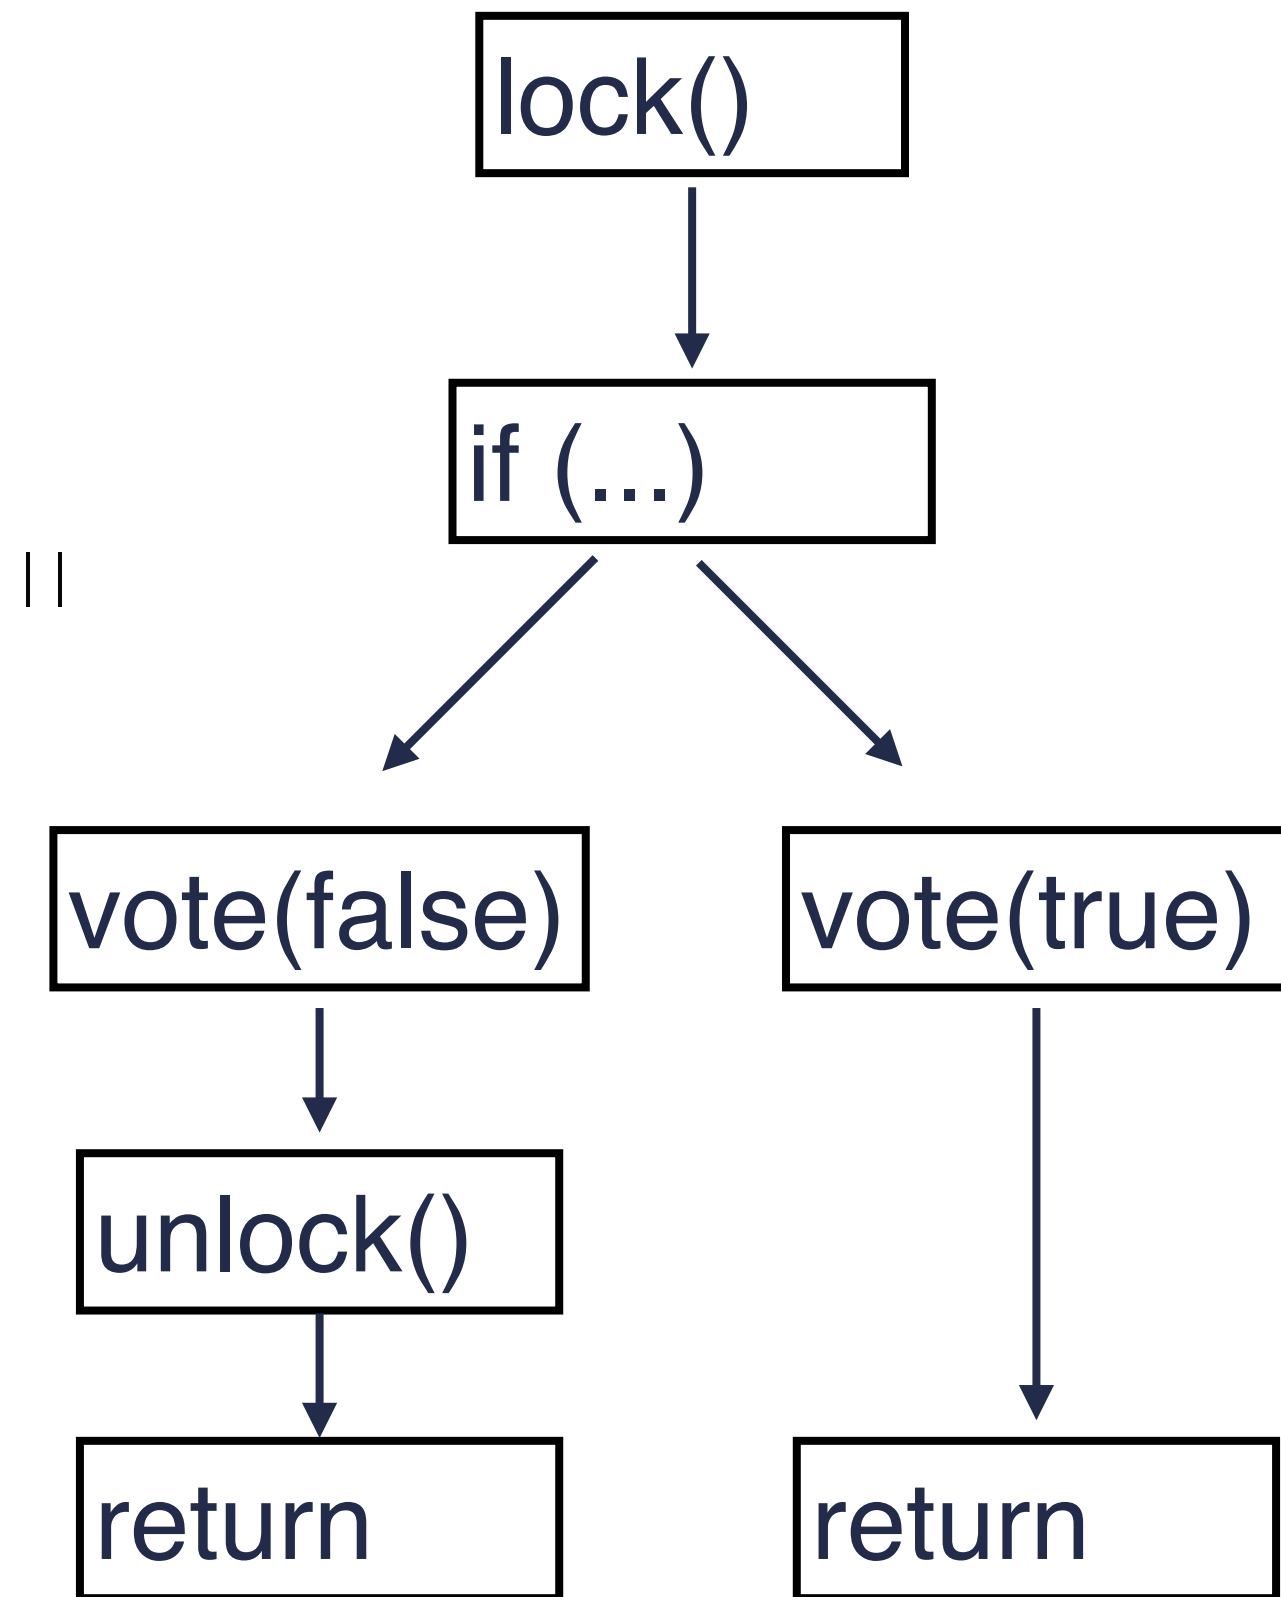 lock()
if (...)
||
vote(false)
vote(true)
unlock()
return
return